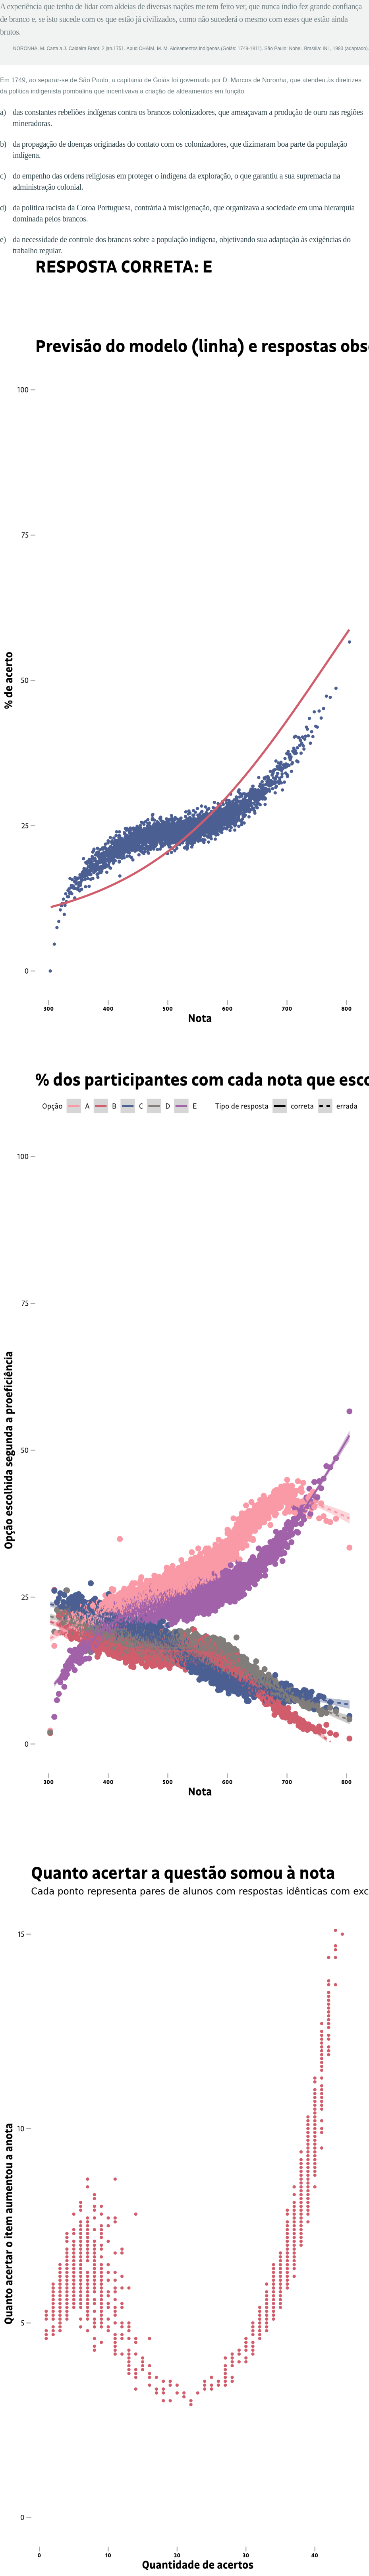 A experiência que tenho de lidar com aldeias de diversas nações me tem feito ver, que nunca índio fez grande confiança
de branco e, se isto sucede com os que estão já civilizados, como não sucederá o mesmo com esses que estão ainda
brutos.
NORONHA, M. Carta a J. Caldeira Brant. 2 jan.1751. Apud CHAIM, M. M. Aldeamentos indígenas (Goiás: 1749-1811). São Paulo: Nobel, Brasília: INL, 1983 (adaptado).
Em 1749, ao separar-se de São Paulo, a capitania de Goiás foi governada por D. Marcos de Noronha, que atendeu às diretrizes
da política indigenista pombalina que incentivava a criação de aldeamentos em função
a) das constantes rebeliões indígenas contra os brancos colonizadores, que ameaçavam a produção de ouro nas regiões
mineradoras.
b) da propagação de doenças originadas do contato com os colonizadores, que dizimaram boa parte da população
indígena.
c) do empenho das ordens religiosas em proteger o indígena da exploração, o que garantiu a sua supremacia na
administração colonial.
d) da política racista da Coroa Portuguesa, contrária à miscigenação, que organizava a sociedade em uma hierarquia
dominada pelos brancos.
e) da necessidade de controle dos brancos sobre a população indígena, objetivando sua adaptação às exigências do
trabalho regular.
RESPOSTA CORRETA: E
Previsão do modelo (linha) e respostas obs
100
75
50
25
0
% de acerto
300 400 500 600 700 800
Nota
% dos participantes com cada nota que esco
Opção A B C D E Tipo de resposta correta errada
100
75
50
25
0
Opção escolhida segunda a proeficiência
300 400 500 600 700 800
Nota
Quanto acertar a questão somou à nota
Cada ponto representa pares de alunos com respostas idênticas com exc
15
10
5
0
Quanto acertar o item aumentou a anota
0 10 20 30 40
Quantidade de acertos